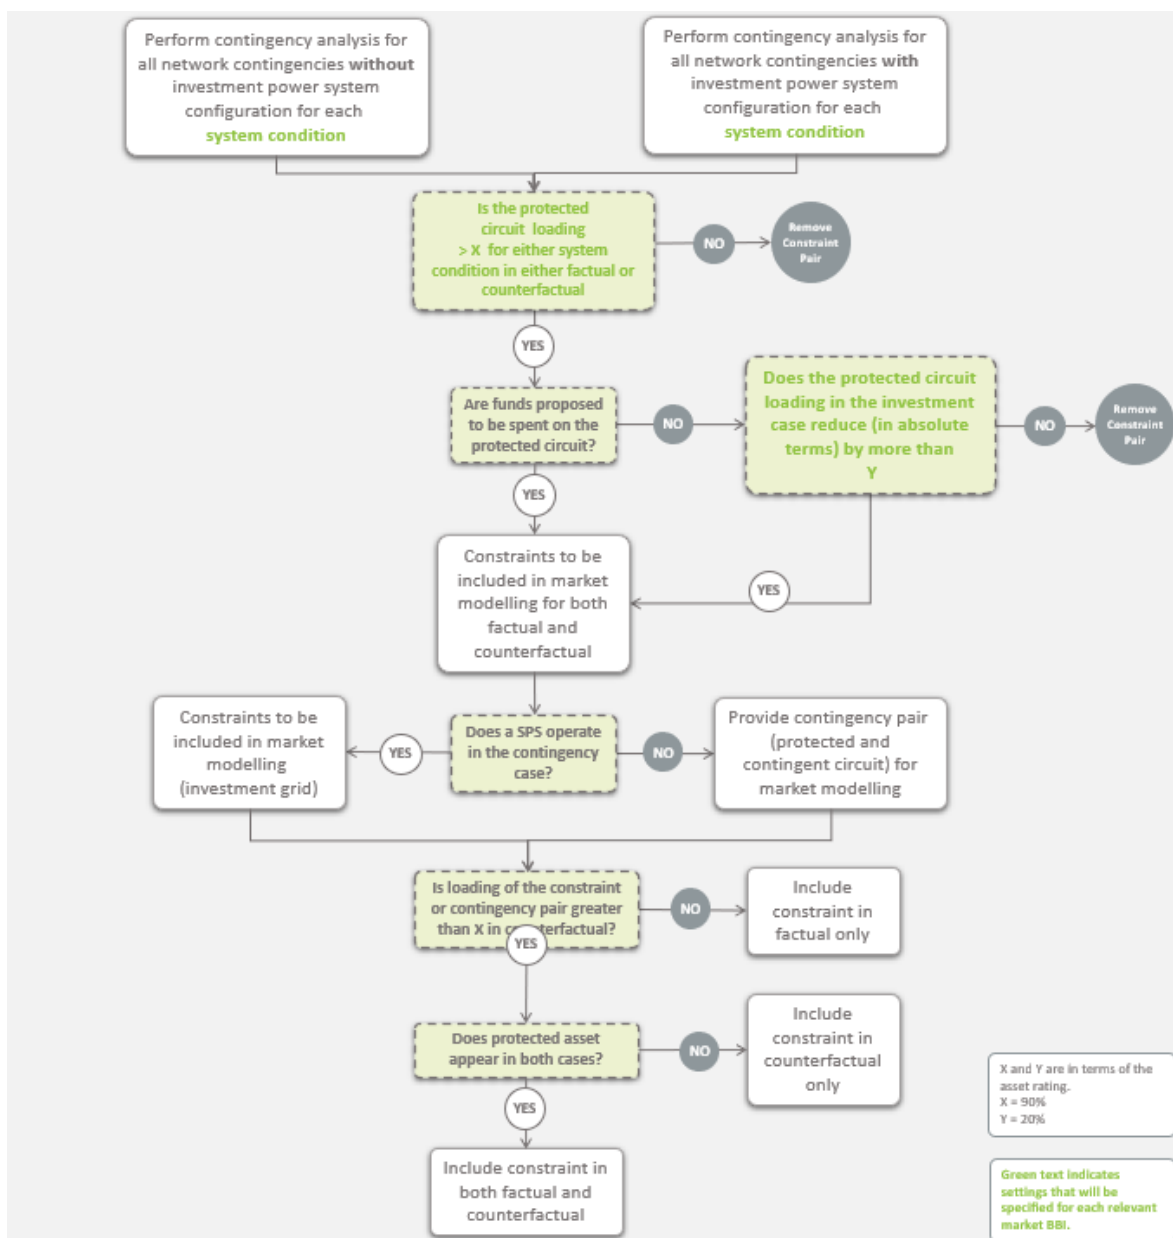 Perform contingency analysis for
all network contingencies without
investment power system
configuration for each
system condition
Perform contingency analysis for
all network contingencies with
investment power system
configuration for each
system condition
Is the protected
circuit loading
> X for either system
condition in either factual or
counterfactual
NO
Remove
Constraint
Pair
YES
Are funds proposed
to be spent on the
protected circuit?
NO
Does the protected circuit
loading in the investment
case reduce (in absolute
terms) by more than
Y
NO
Remove
Constraint
Pair
YES
Constraints to be
included in market
modelling for both
factual and
counterfactual
YES
Constraints to be
included in market
modelling
(investment grid)
YES
Does a SPS operate
in the contingency
case?
NO
Provide contingency pair
(protected and
contingent circuit) for
market modelling
Is loading of the constraint
or contingency pair greater
than X in counterfactual?
NO
Include
constraint in
factual only
YES
Does protected asset
appear in both cases?
NO
Include
constraint in
counterfactual
only
YES
Include constraint in
both factual and
counterfactual
X and Y are in terms of the
asset rating.
X = 90%
Y = 20%
Green text indicates
settings that will be
specified for each relevant
market BBI.